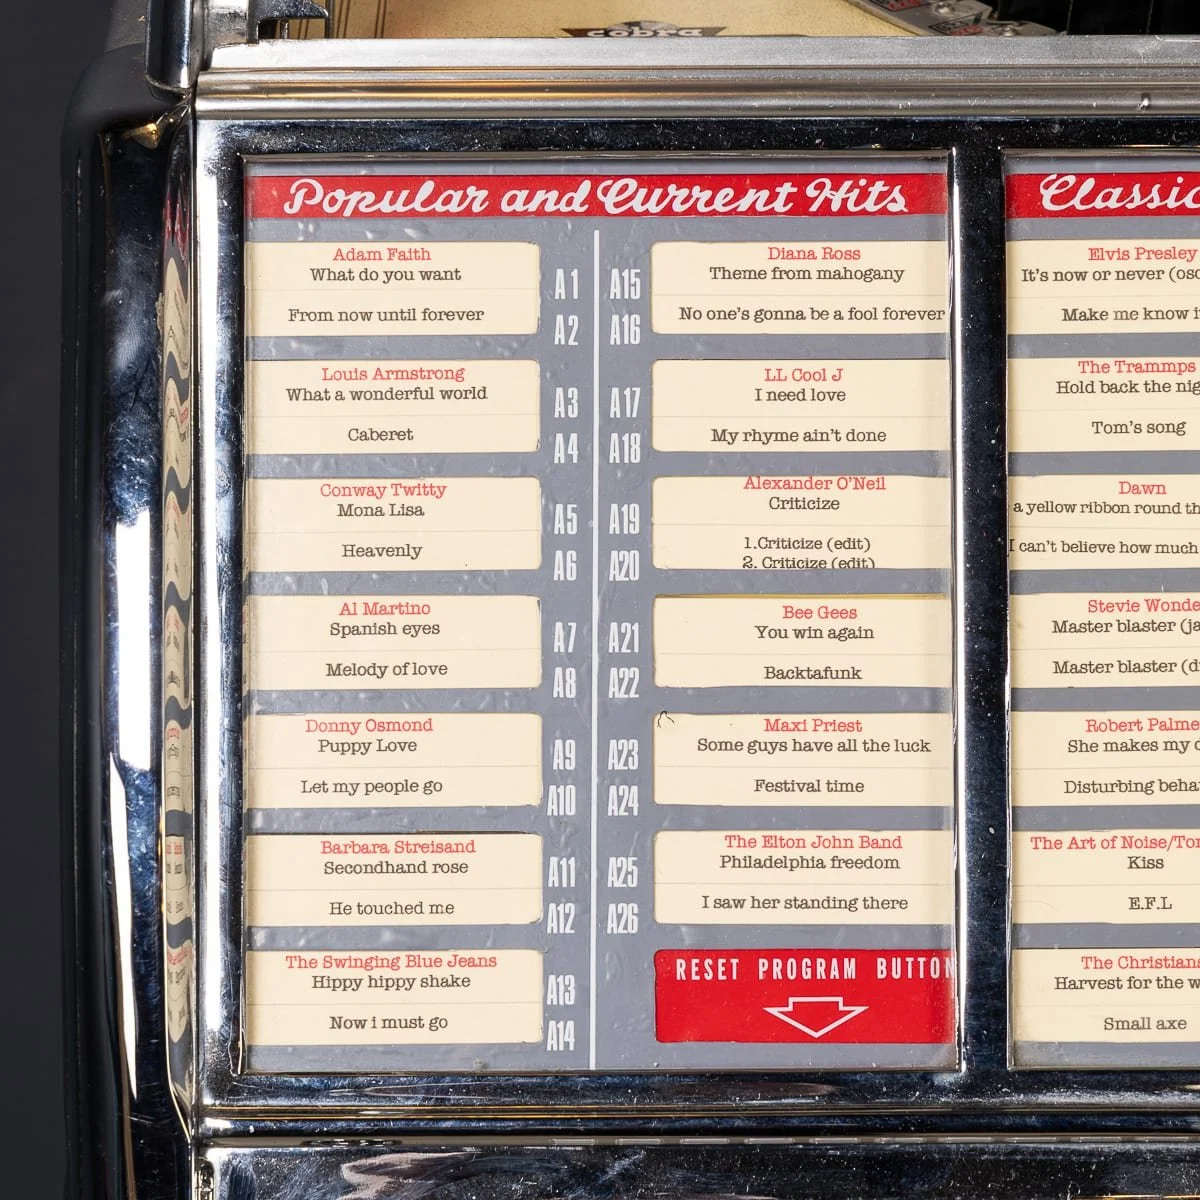 cobra
Popular and Current Hits
Adam Faith
What do you want
From now until forever
A1
A2
Louis Armstrong
What a wonderful world
Caberet
A3
A4
Conway Twitty
Mona Lisa
Heavenly
A5
A6
Al Martino
Spanish eyes
Melody of love
A7
A8
Donny Osmond
Puppy Love
Let my people go
A9
A10
Barbara Streisand
Secondhand rose
He touched me
A11
A12
The Swinging Blue Jeans
Hippy hippy shake
Now i must go
A13
A14
A15
A16
Diana Ross
Theme from mahogany
No one's gonna be a fool forever
A17
A18
LL Cool J
I need love
My rhyme ain't done
A19
A20
Alexander O'Neil
Criticize
1.Criticize (edit)
2. Criticize (edit)
A21
A22
Bee Gees
You win again
Backtafunk
A23
A24
Maxi Priest
Some guys have all the luck
Festival time
A25
A26
The Elton John Band
Philadelphia freedom
I saw her standing there
RESET PROGRAM BUTTON
Classic
Elvis Presley
It's now or never (oso
Make me know i
The Trammps
Hold back the nig
Tom's song
Dawn
a yellow ribbon round th
I can't believe how much
Stevie Wonde
Master blaster (ja
Master blaster (d
Robert Palme
She makes my d
Disturbing beha
The Art of Noise/Tor
Kiss
E.F.L
The Christians
Harvest for the w
Small axe